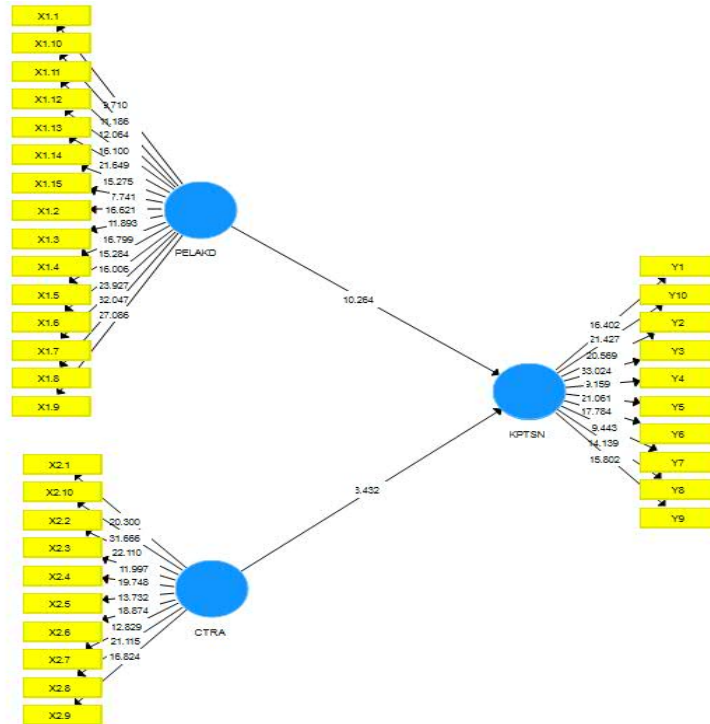 X1.1
X1.10
X1.11
X1.12
X1.13
X1.14
X1.15
X1.2
X1.3
X1.4
X1.5
X1.6
X1.7
X1.8
X1.9
9.710
11.186
12.064
16.100
21.649
15.275
7.741
16.621
11.893
16.799
15.284
16.006
23.927
32.047
27.086
PELAKD
10.264
X2.1
X2.10
X2.2
X2.3
X2.4
X2.5
X2.6
X2.7
X2.8
X2.9
20.300
31.666
22.110
11.997
19.748
13.732
18.874
12.829
21.115
16.824
CTRA
3.432
KPTSN
16.402
21.427
20.569
33.024
9.159
21.061
17.784
9.443
14.139
15.802
Y1
Y10
Y2
Y3
Y4
Y5
Y6
Y7
Y8
Y9